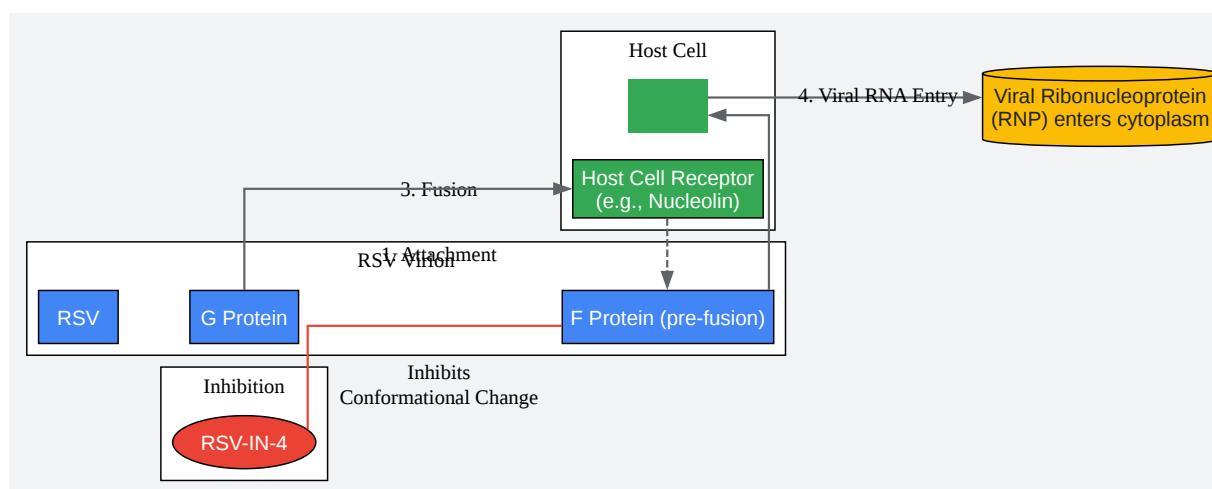 Host Cell
4. Viral RNA Entry
Viral Ribonucleoprotein
(RNP) enters cytoplasm
Host Cell Receptor
(e.g., Nucleolin)
3. Fusion
1. Attachment
RSV Virion
RSV
G Protein
F Protein (pre-fusion)
Inhibits
Conformational Change
Inhibition
RSV-IN-4